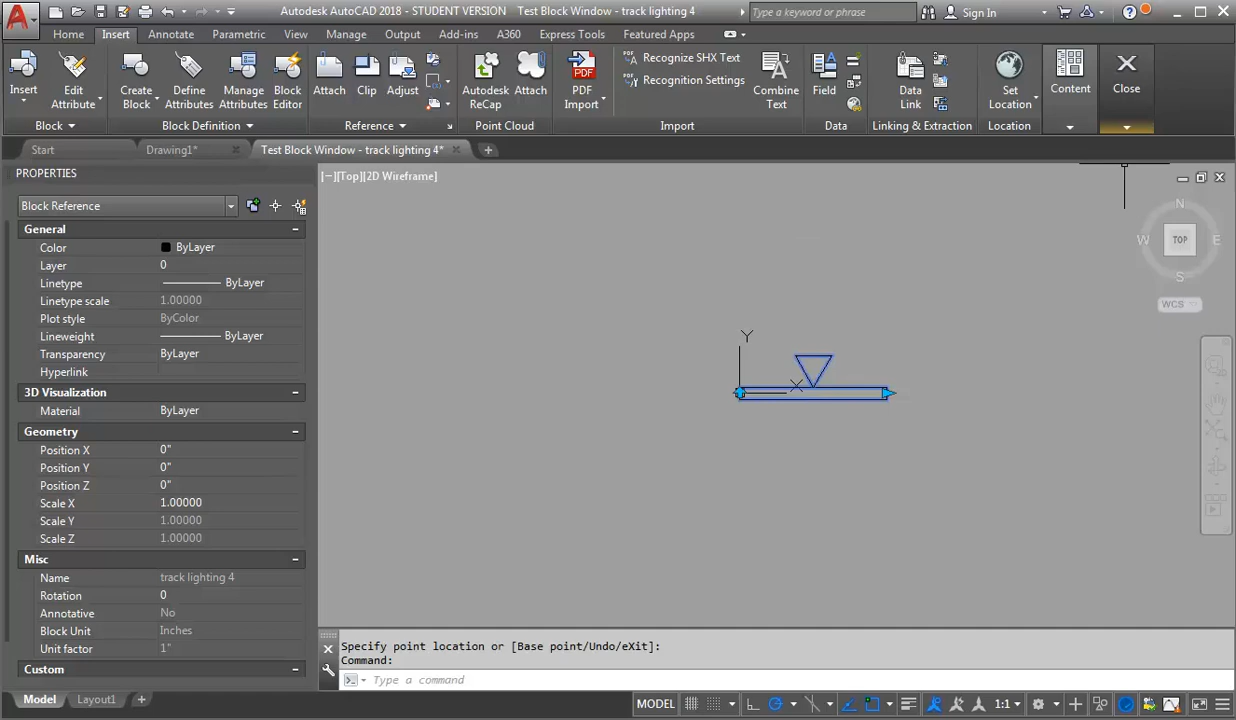 Autodesk AutoCAD 2018 - STUDENT VERSION Test Block Window - track lighting 4 Type a keyword or phrase Sign In
Home Insert Annotate Parametric View Manage Output Add-ins A360 Express Tools Featured Apps
Insert Edit Attribute Create Block Define Attributes Manage Attributes Block Editor Attach Clip Adjust Autodesk ReCap Attach PDF Import Recognize SHX Text Recognition Settings Combine Text Field Data Link Set Location Content Close
Block Block Definition Reference Point Cloud Import Data Linking & Extraction Location
Start Drawing1* Test Block Window - track lighting 4*
PROPERTIES
[−][Top][2D Wireframe]
Block Reference
General
Color ByLayer
Layer 0
Linetype ByLayer
Linetype scale 1.00000
Plot style ByColor
Lineweight ByLayer
Transparency ByLayer
Hyperlink
3D Visualization
Material ByLayer
Geometry
Position X 0"
Position Y 0"
Position Z 0"
Scale X 1.00000
Scale Y 1.00000
Scale Z 1.00000
Misc
Name track lighting 4
Rotation 0
Annotative No
Block Unit Inches
Unit factor 1"
Custom
N
W TOP E
S
WCS
Y
X
Specify point location or [Base point/Undo/eXit]:
Command:
Type a command
Model Layout1
MODEL 1:1